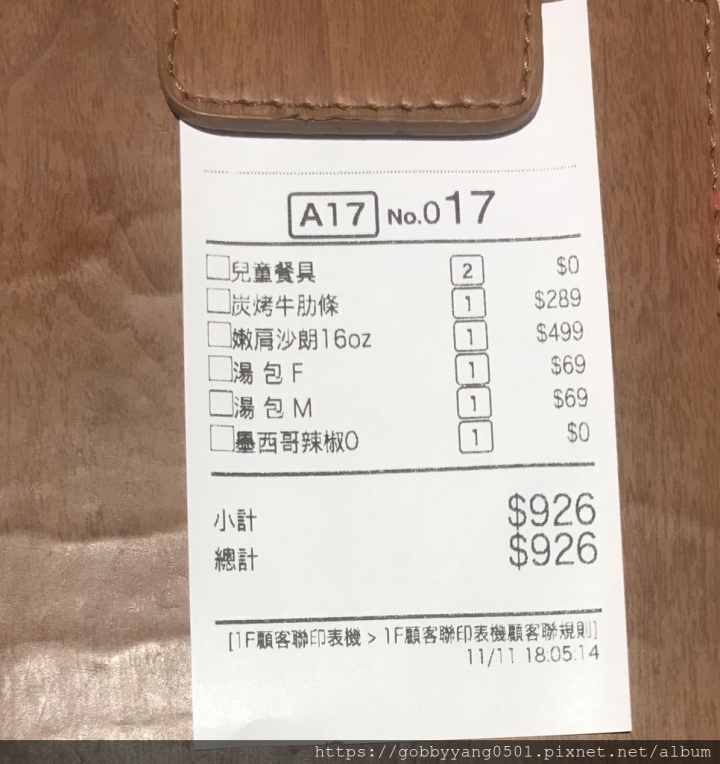 A17 No.017
兒童餐具 2 $0
炭烤牛肋條 1 $289
嫩肩沙朗16oz 1 $499
湯包F 1 $69
湯包M 1 $69
墨西哥辣椒0 1 $0
小計 $926
總計 $926
[1F顧客聯印表機 > 1F顧客聯印表機顧客聯規則]
11/11 18:05:14
https://gobbyyang0501.pixnet.net/album